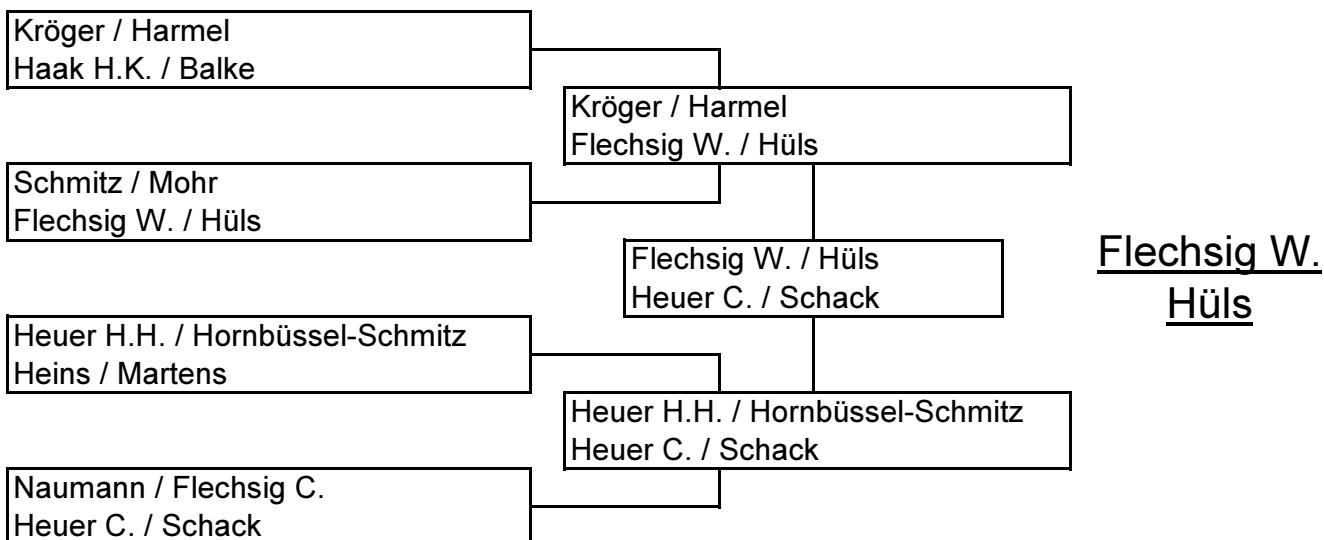 Kröger / Harmel
Haak H.K. / Balke
Kröger / Harmel
Flechsig W. / Hüls
Schmitz / Mohr
Flechsig W. / Hüls
Flechsig W. / Hüls
Heuer C. / Schack
Flechsig W.
Hüls
Heuer H.H. / Hornbüssel-Schmitz
Heins / Martens
Heuer H.H. / Hornbüssel-Schmitz
Heuer C. / Schack
Naumann / Flechsig C.
Heuer C. / Schack